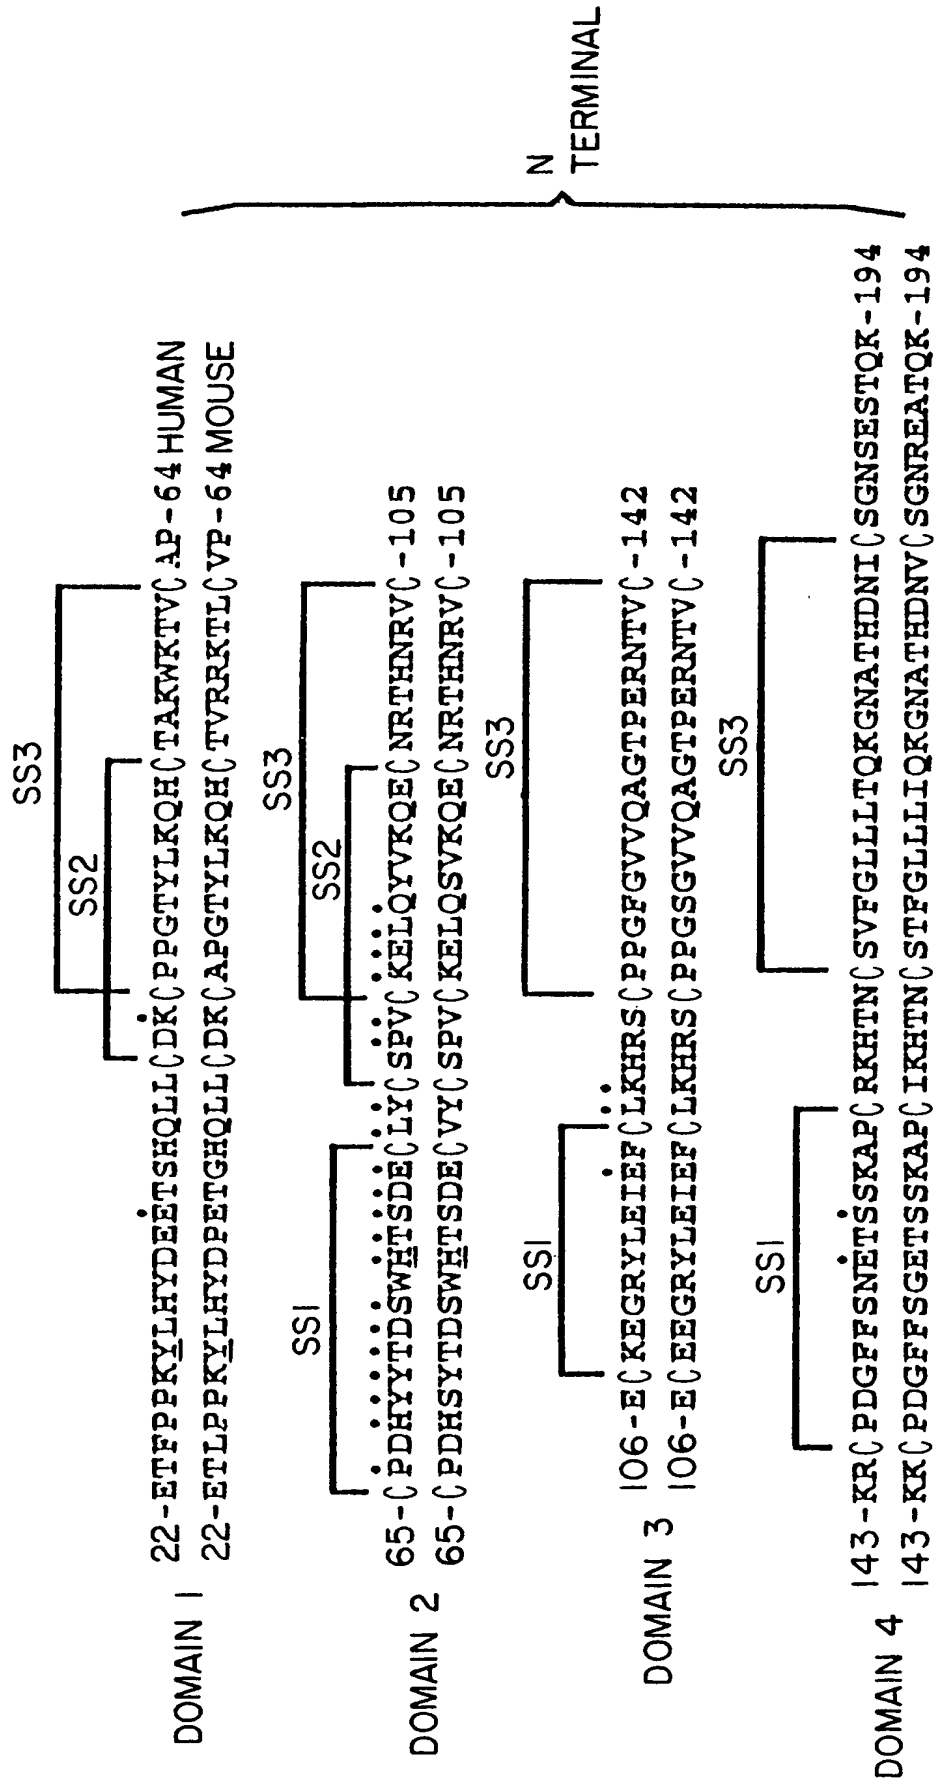 SS3
SS2
DOMAIN 1
22-ETFPPKYLHYDEETSHQLLCDKCPPGTYLKQHCTAKWKTVCAP-64 HUMAN
22-ETLPPKYLHYDPETGHQLLCDKCAPGTYLKQHCTVRRKTLCVP-64 MOUSE
SS3
SS1
SS2
DOMAIN 2
65-CPDHYYTDSWHTSDECLYCSPVCKELQYVKQECNRTHNRVC-105
65-CPDHSYTDSWHTSDECVYCSPVCKELQSVKQECNRTHNRVC-105
SS3
SS1
DOMAIN 3
106-ECKEGRYLEIEFCLKHRSCPPGFGVVQAGTPERNTVC-142
106-ECEEGRYLEIEFCLKHRSCPPGSGVVQAGTPERNTVC-142
SS3
SS1
DOMAIN 4
143-KRCPDGFFSNETSSKAPCRKHTNCSVFGLLLTQKGNATHDNICSGNSESTQK-194
143-KKCPDGFFSGETSSKAPCIKHTNCSTFGLLLIQKGNATHDNVCSGNREATQK-194
N
TERMINAL